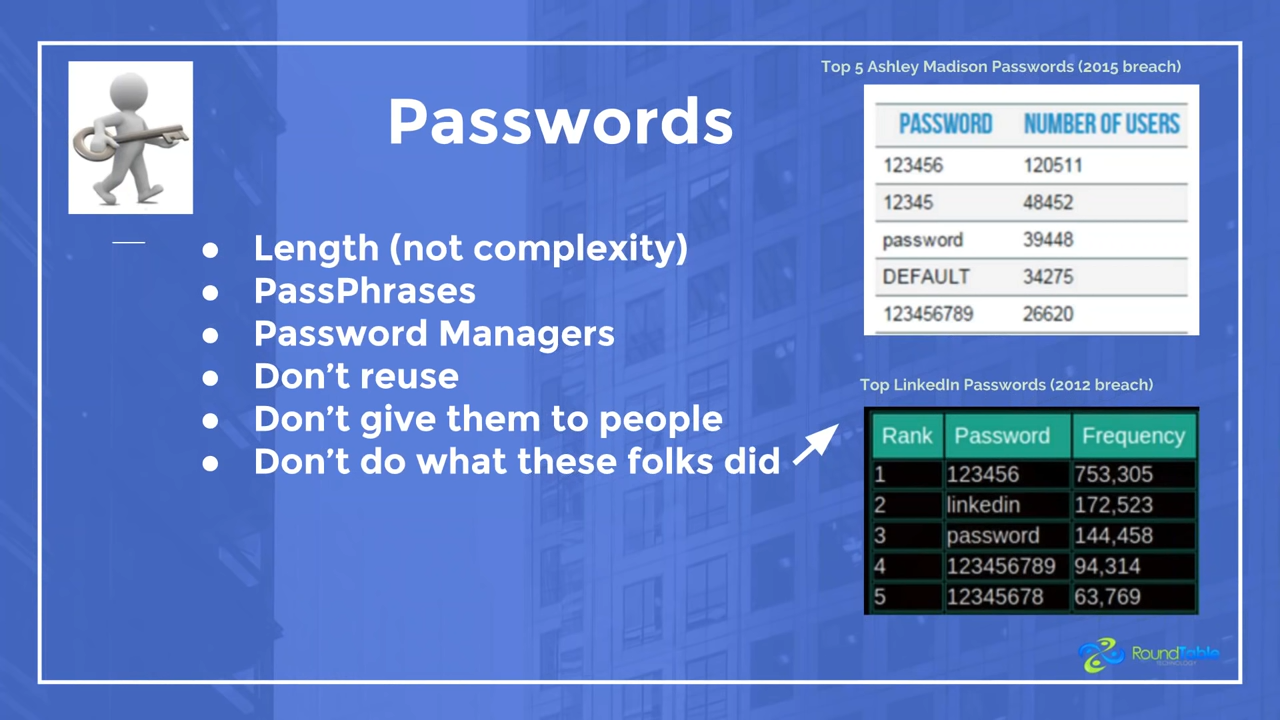 Passwords
Length (not complexity)
PassPhrases
Password Managers
Don’t reuse
Don’t give them to people
Don’t do what these folks did
Top 5 Ashley Madison Passwords (2015 breach)
PASSWORD NUMBER OF USERS
123456 120511
12345 48452
password 39448
DEFAULT 34275
123456789 26620
Top LinkedIn Passwords (2012 breach)
Rank Password Frequency
1 123456 753,305
2 linkedin 172,523
3 password 144,458
4 123456789 94,314
5 12345678 63,769
RoundTable
TECHNOLOGY